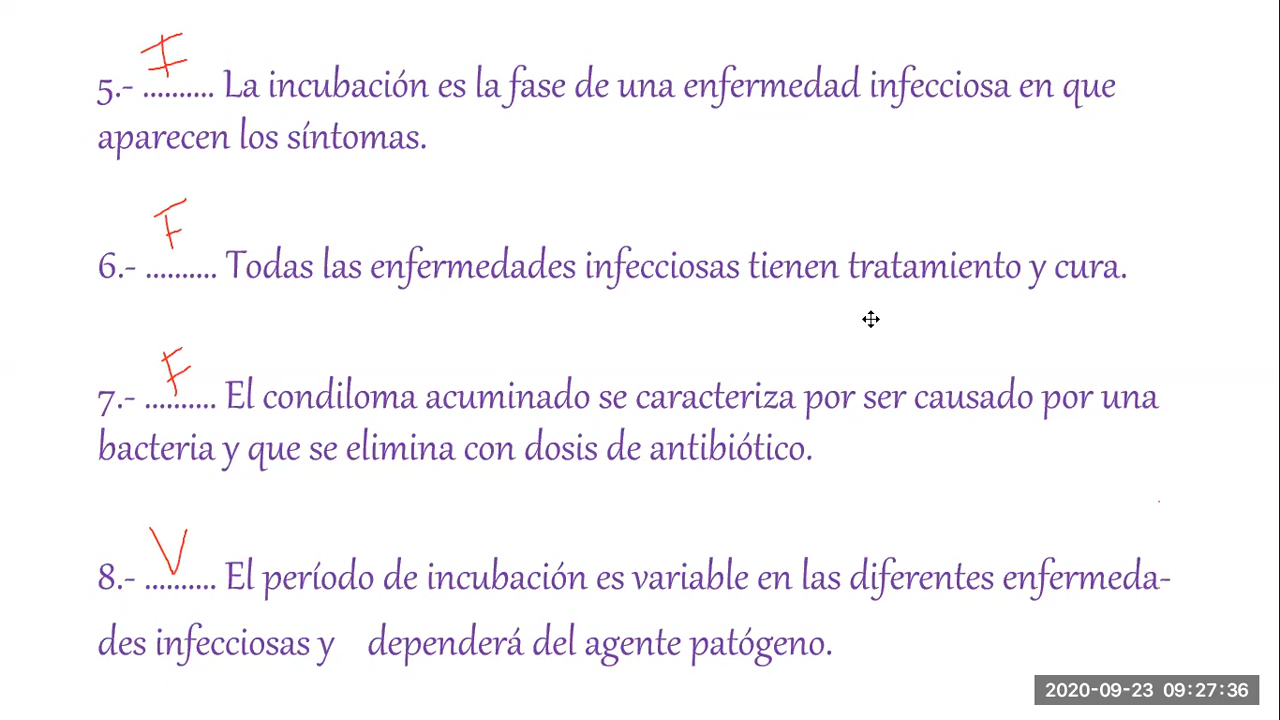 5.- F.......... La incubación es la fase de una enfermedad infecciosa en que
aparecen los síntomas.
6.- F.......... Todas las enfermedades infecciosas tienen tratamiento y cura.
7.- F.......... El condiloma acuminado se caracteriza por ser causado por una
bacteria y que se elimina con dosis de antibiótico.
8.- V.......... El período de incubación es variable en las diferentes enfermeda-
des infecciosas y dependerá del agente patógeno.
2020-09-23 09:27:36